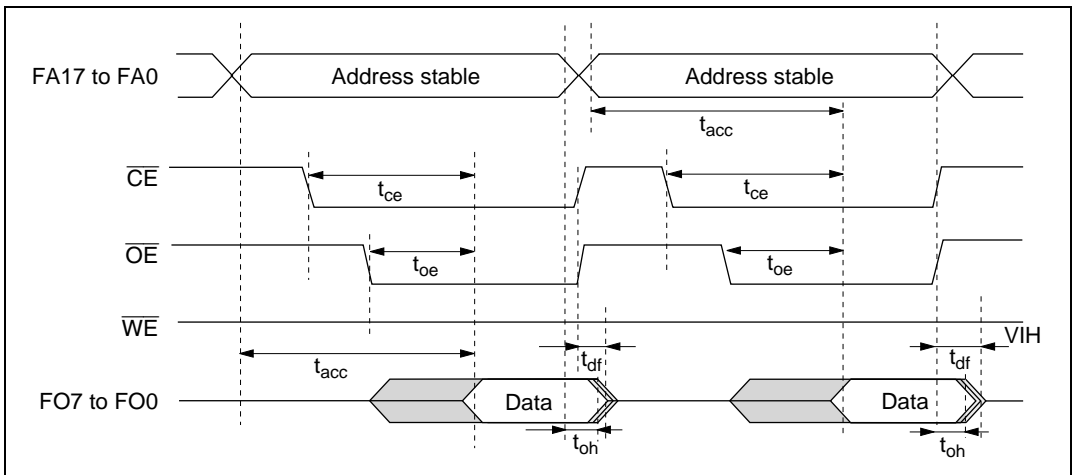 FA17 to FA0
Address stable
Address stable
tacc
CE
tce
tce
OE
toe
toe
WE
VIH
tacc
tdf
tdf
FO7 to FO0
Data
Data
toh
toh